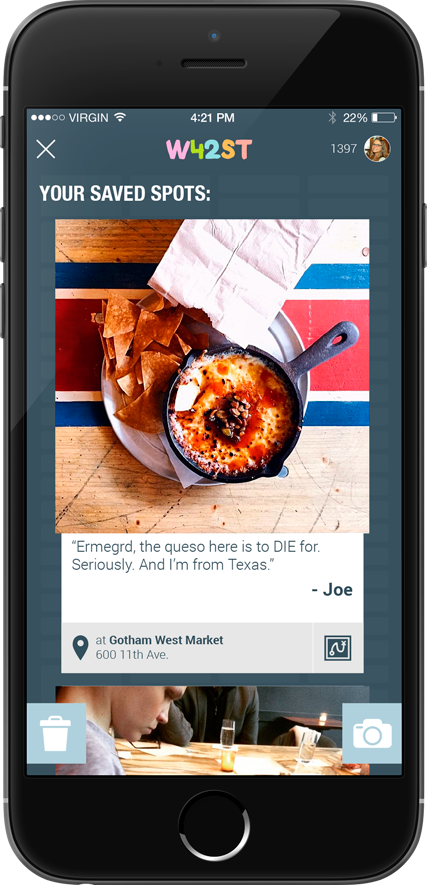 VIRGIN 4:21 PM 22%
W42ST 1397
YOUR SAVED SPOTS:
“Ermegrd, the queso here is to DIE for.
Seriously. And I’m from Texas.”
- Joe
at Gotham West Market
600 11th Ave.